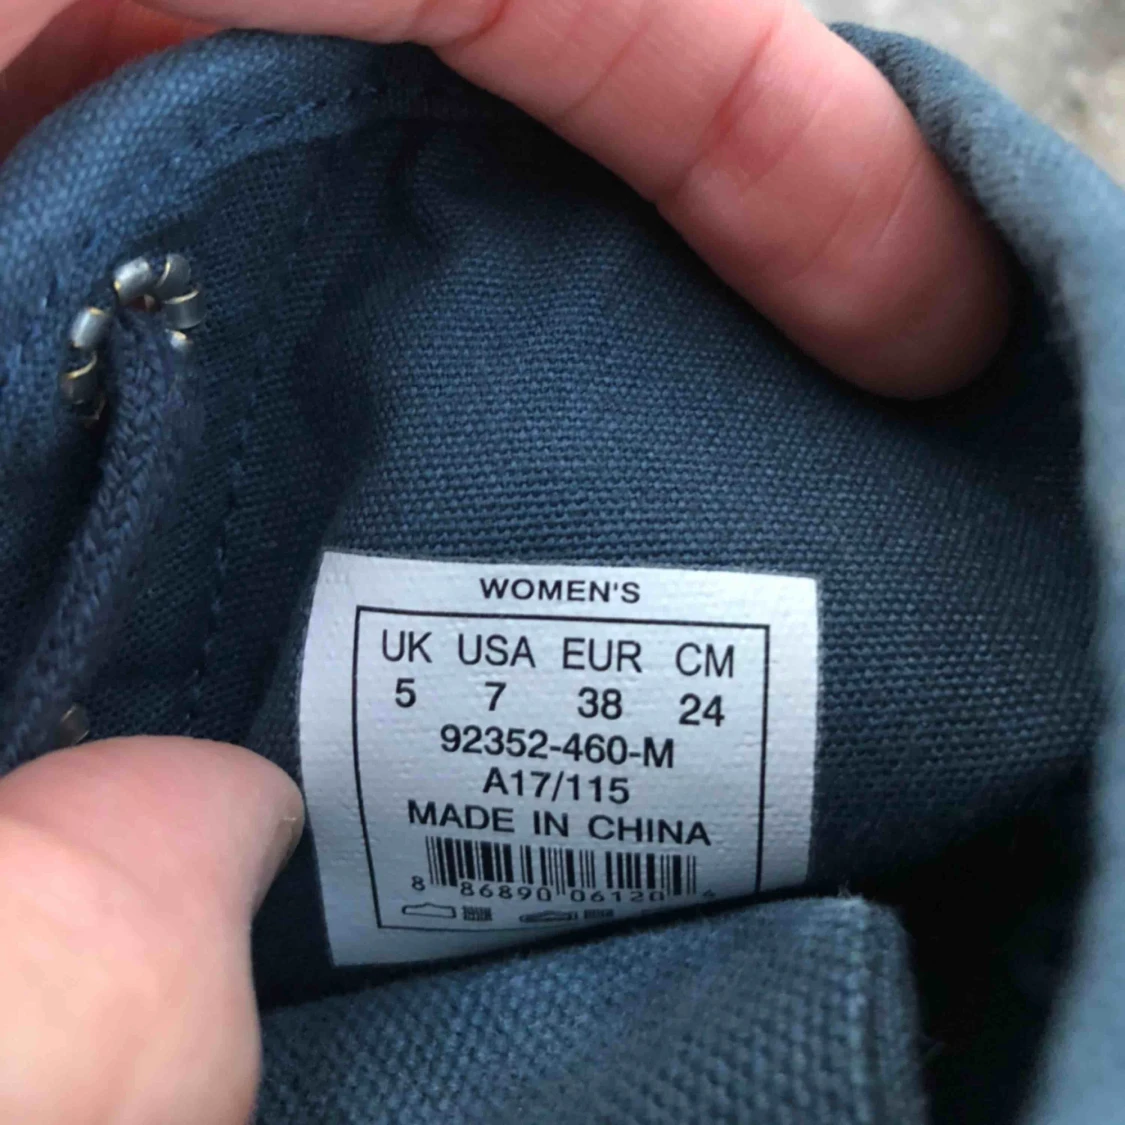 WOMEN'S
UK USA EUR CM
5 7 38 24
92352-460-M
A17/115
MADE IN CHINA
8 86890 06120